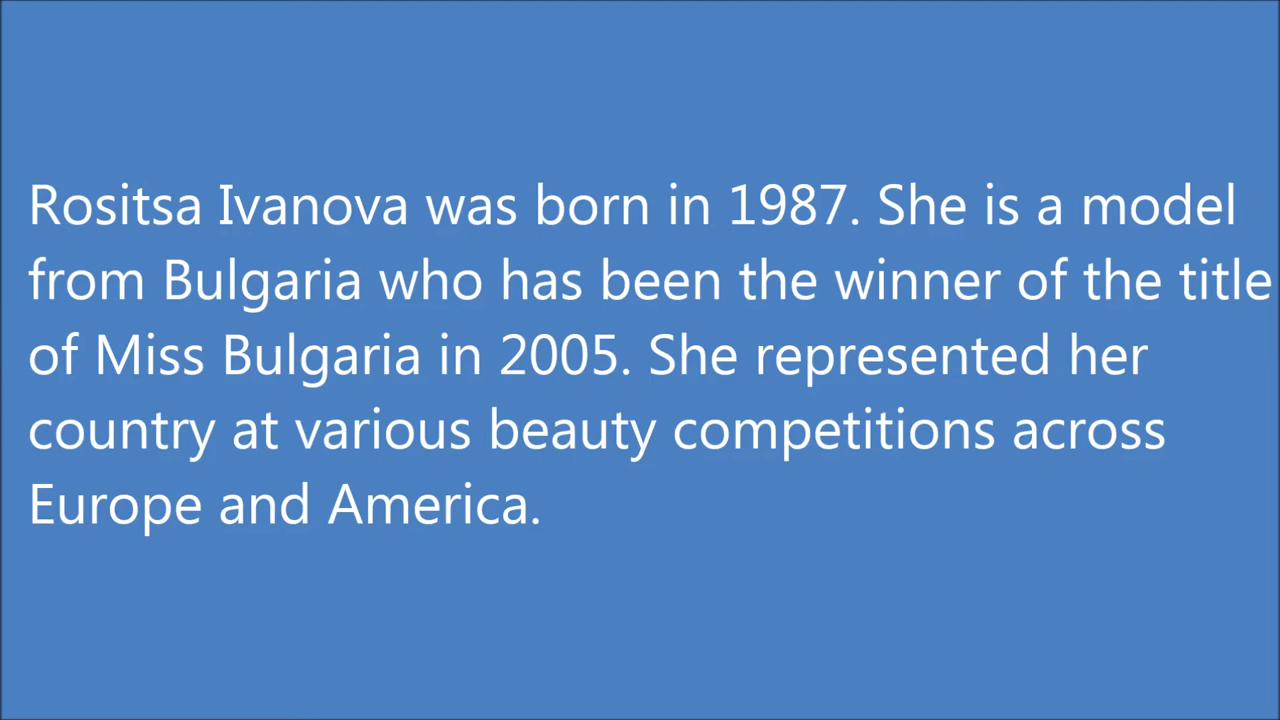 Rositsa Ivanova was born in 1987. She is a model
from Bulgaria who has been the winner of the title
of Miss Bulgaria in 2005. She represented her
country at various beauty competitions across
Europe and America.